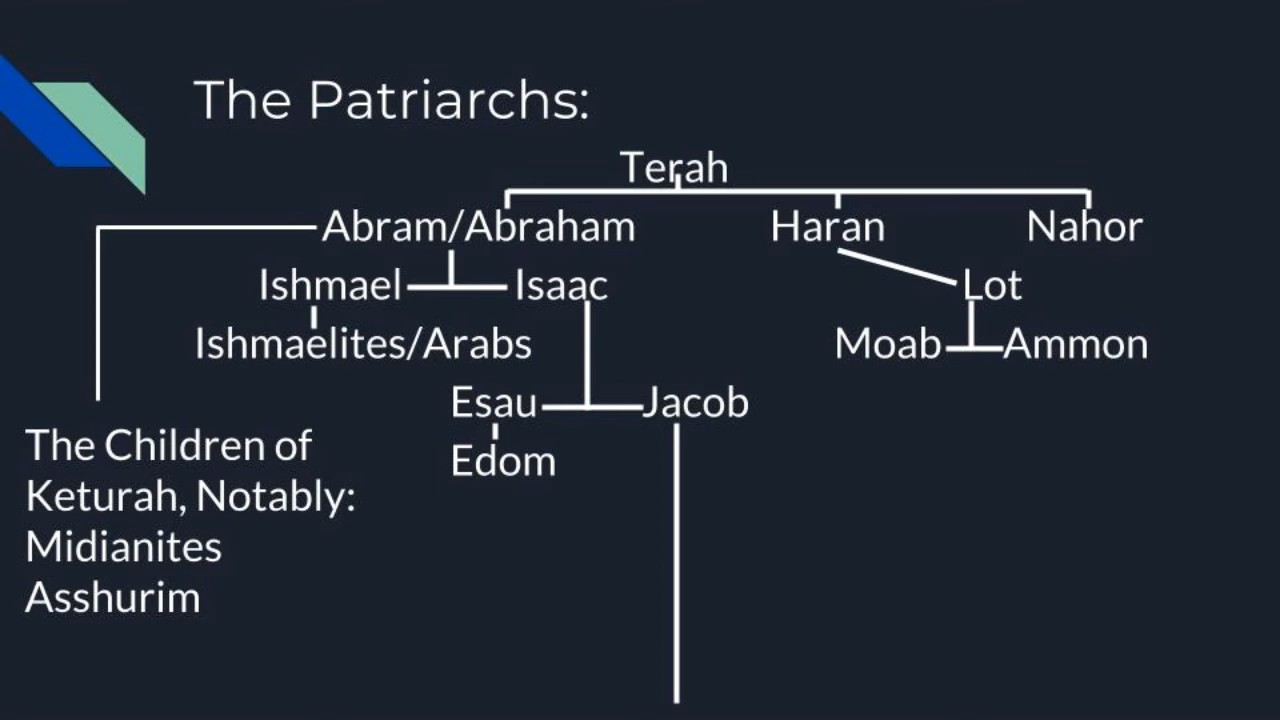 The Patriarchs:
Terah
Abram/Abraham Haran Nahor
Ishmael Isaac Lot
Ishmaelites/Arabs Moab Ammon
Esau Jacob
Edom
The Children of
Keturah, Notably:
Midianites
Asshurim